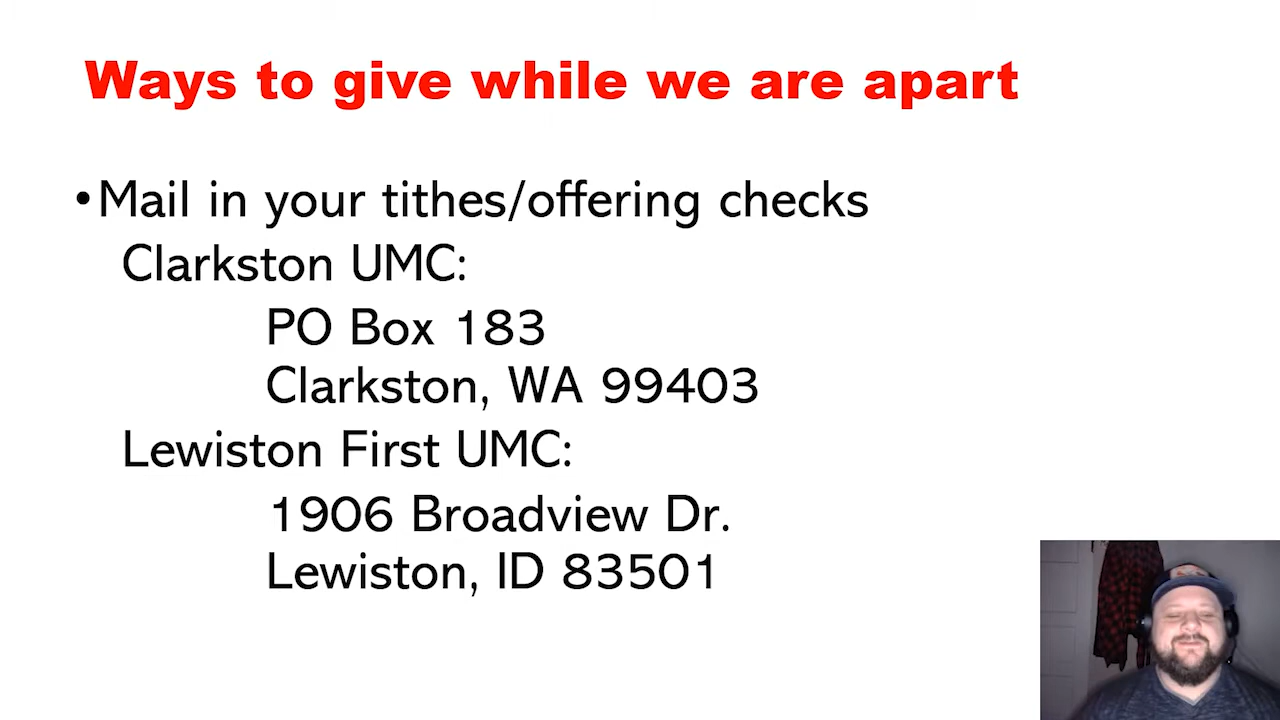 Ways to give while we are apart
•Mail in your tithes/offering checks
Clarkston UMC:
PO Box 183
Clarkston, WA 99403
Lewiston First UMC:
1906 Broadview Dr.
Lewiston, ID 83501